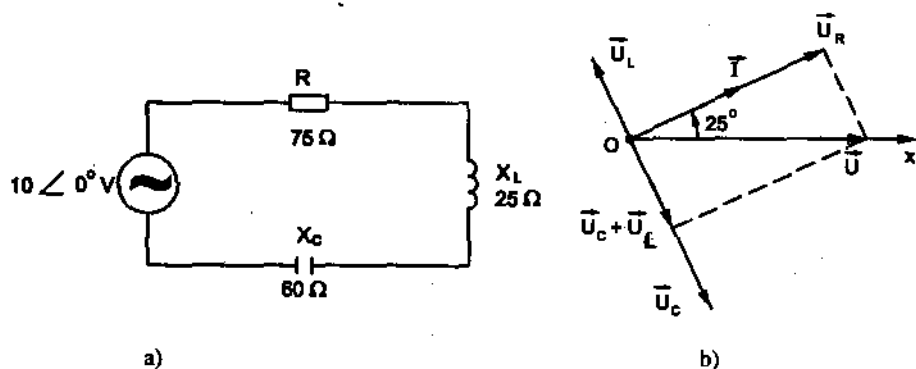 R
75 Ω
10 ∠ 0° V
X_L
25 Ω
X_C
60 Ω
a)
U_L
U_R
I
25°
O
U
x
U_C + U_L
U_C
b)